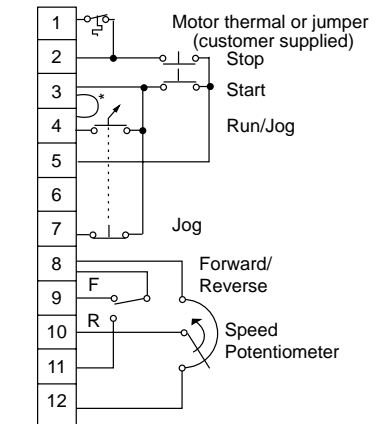 1
Motor thermal or jumper
(customer supplied)
2
Stop
3
Start
*
4
Run/Jog
5
6
7
Jog
8
Forward/
Reverse
F
9
R
10
Speed
Potentiometer
11
12